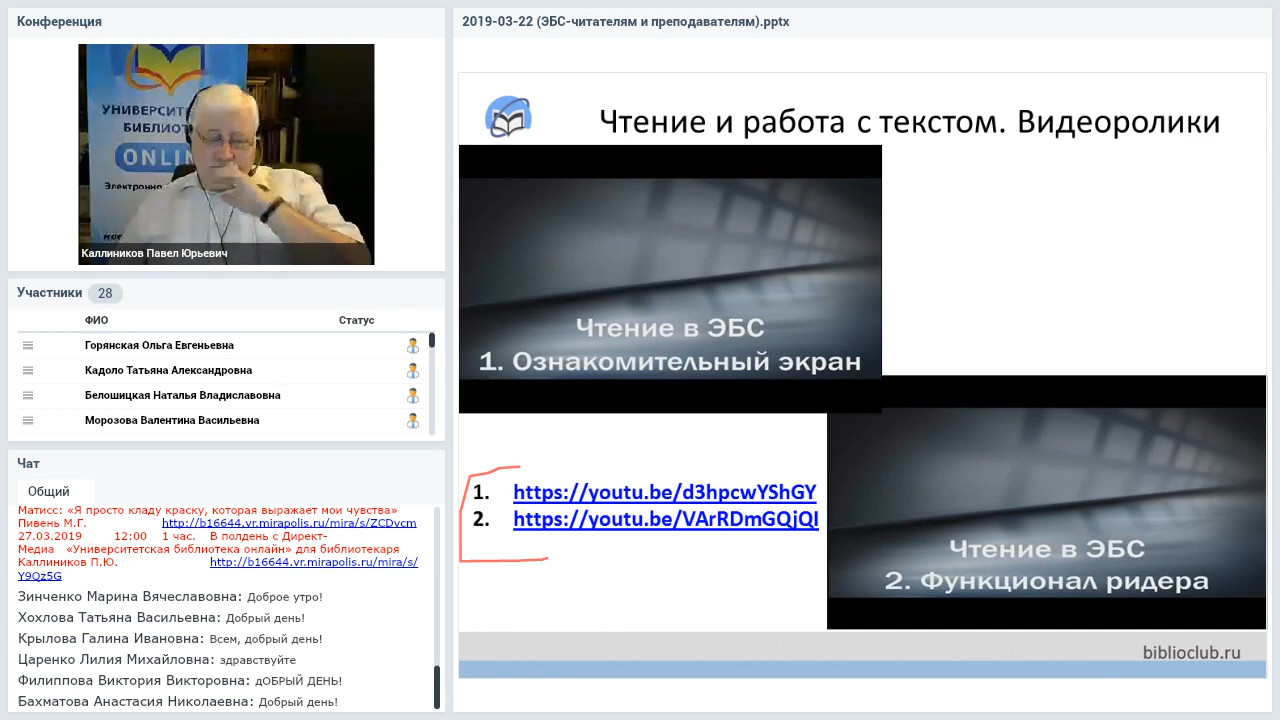 Конференция
УНИВЕРСИТЕ
БИБЛИОТ
ONLIN
Электронно
Каллиников Павел Юрьевич
Участники 28
ФИО Статус
Горянская Ольга Евгеньевна
Кадоло Татьяна Александровна
Белошицкая Наталья Владиславовна
Морозова Валентина Васильевна
Чат
Общий
Матисс: «Я просто кладу краску, которая выражает мои чувства»
Пивень М.Г. http://b16644.vr.mirapolis.ru/mira/s/ZCDvcm
27.03.2019 12:00 1 час. В полдень с Директ-
Медиа «Университетская библиотека онлайн» для библиотекаря
Каллиников П.Ю. http://b16644.vr.mirapolis.ru/mira/s/
Y9Qz5G
Зинченко Марина Вячеславовна: Доброе утро!
Хохлова Татьяна Васильевна: Добрый день!
Крылова Галина Ивановна: Всем, добрый день!
Царенко Лилия Михайловна: здравствуйте
Филиппова Виктория Викторовна: дОБРЫЙ ДЕНЬ!
Бахматова Анастасия Николаевна: Добрый день!
2019-03-22 (ЭБС-читателям и преподавателям).pptx
Чтение и работа с текстом. Видеоролики
Чтение в ЭБС
1. Ознакомительный экран
1. https://youtu.be/d3hpcwYShGY
2. https://youtu.be/VArRDmGQjQI
Чтение в ЭБС
2. Функционал ридера
biblioclub.ru